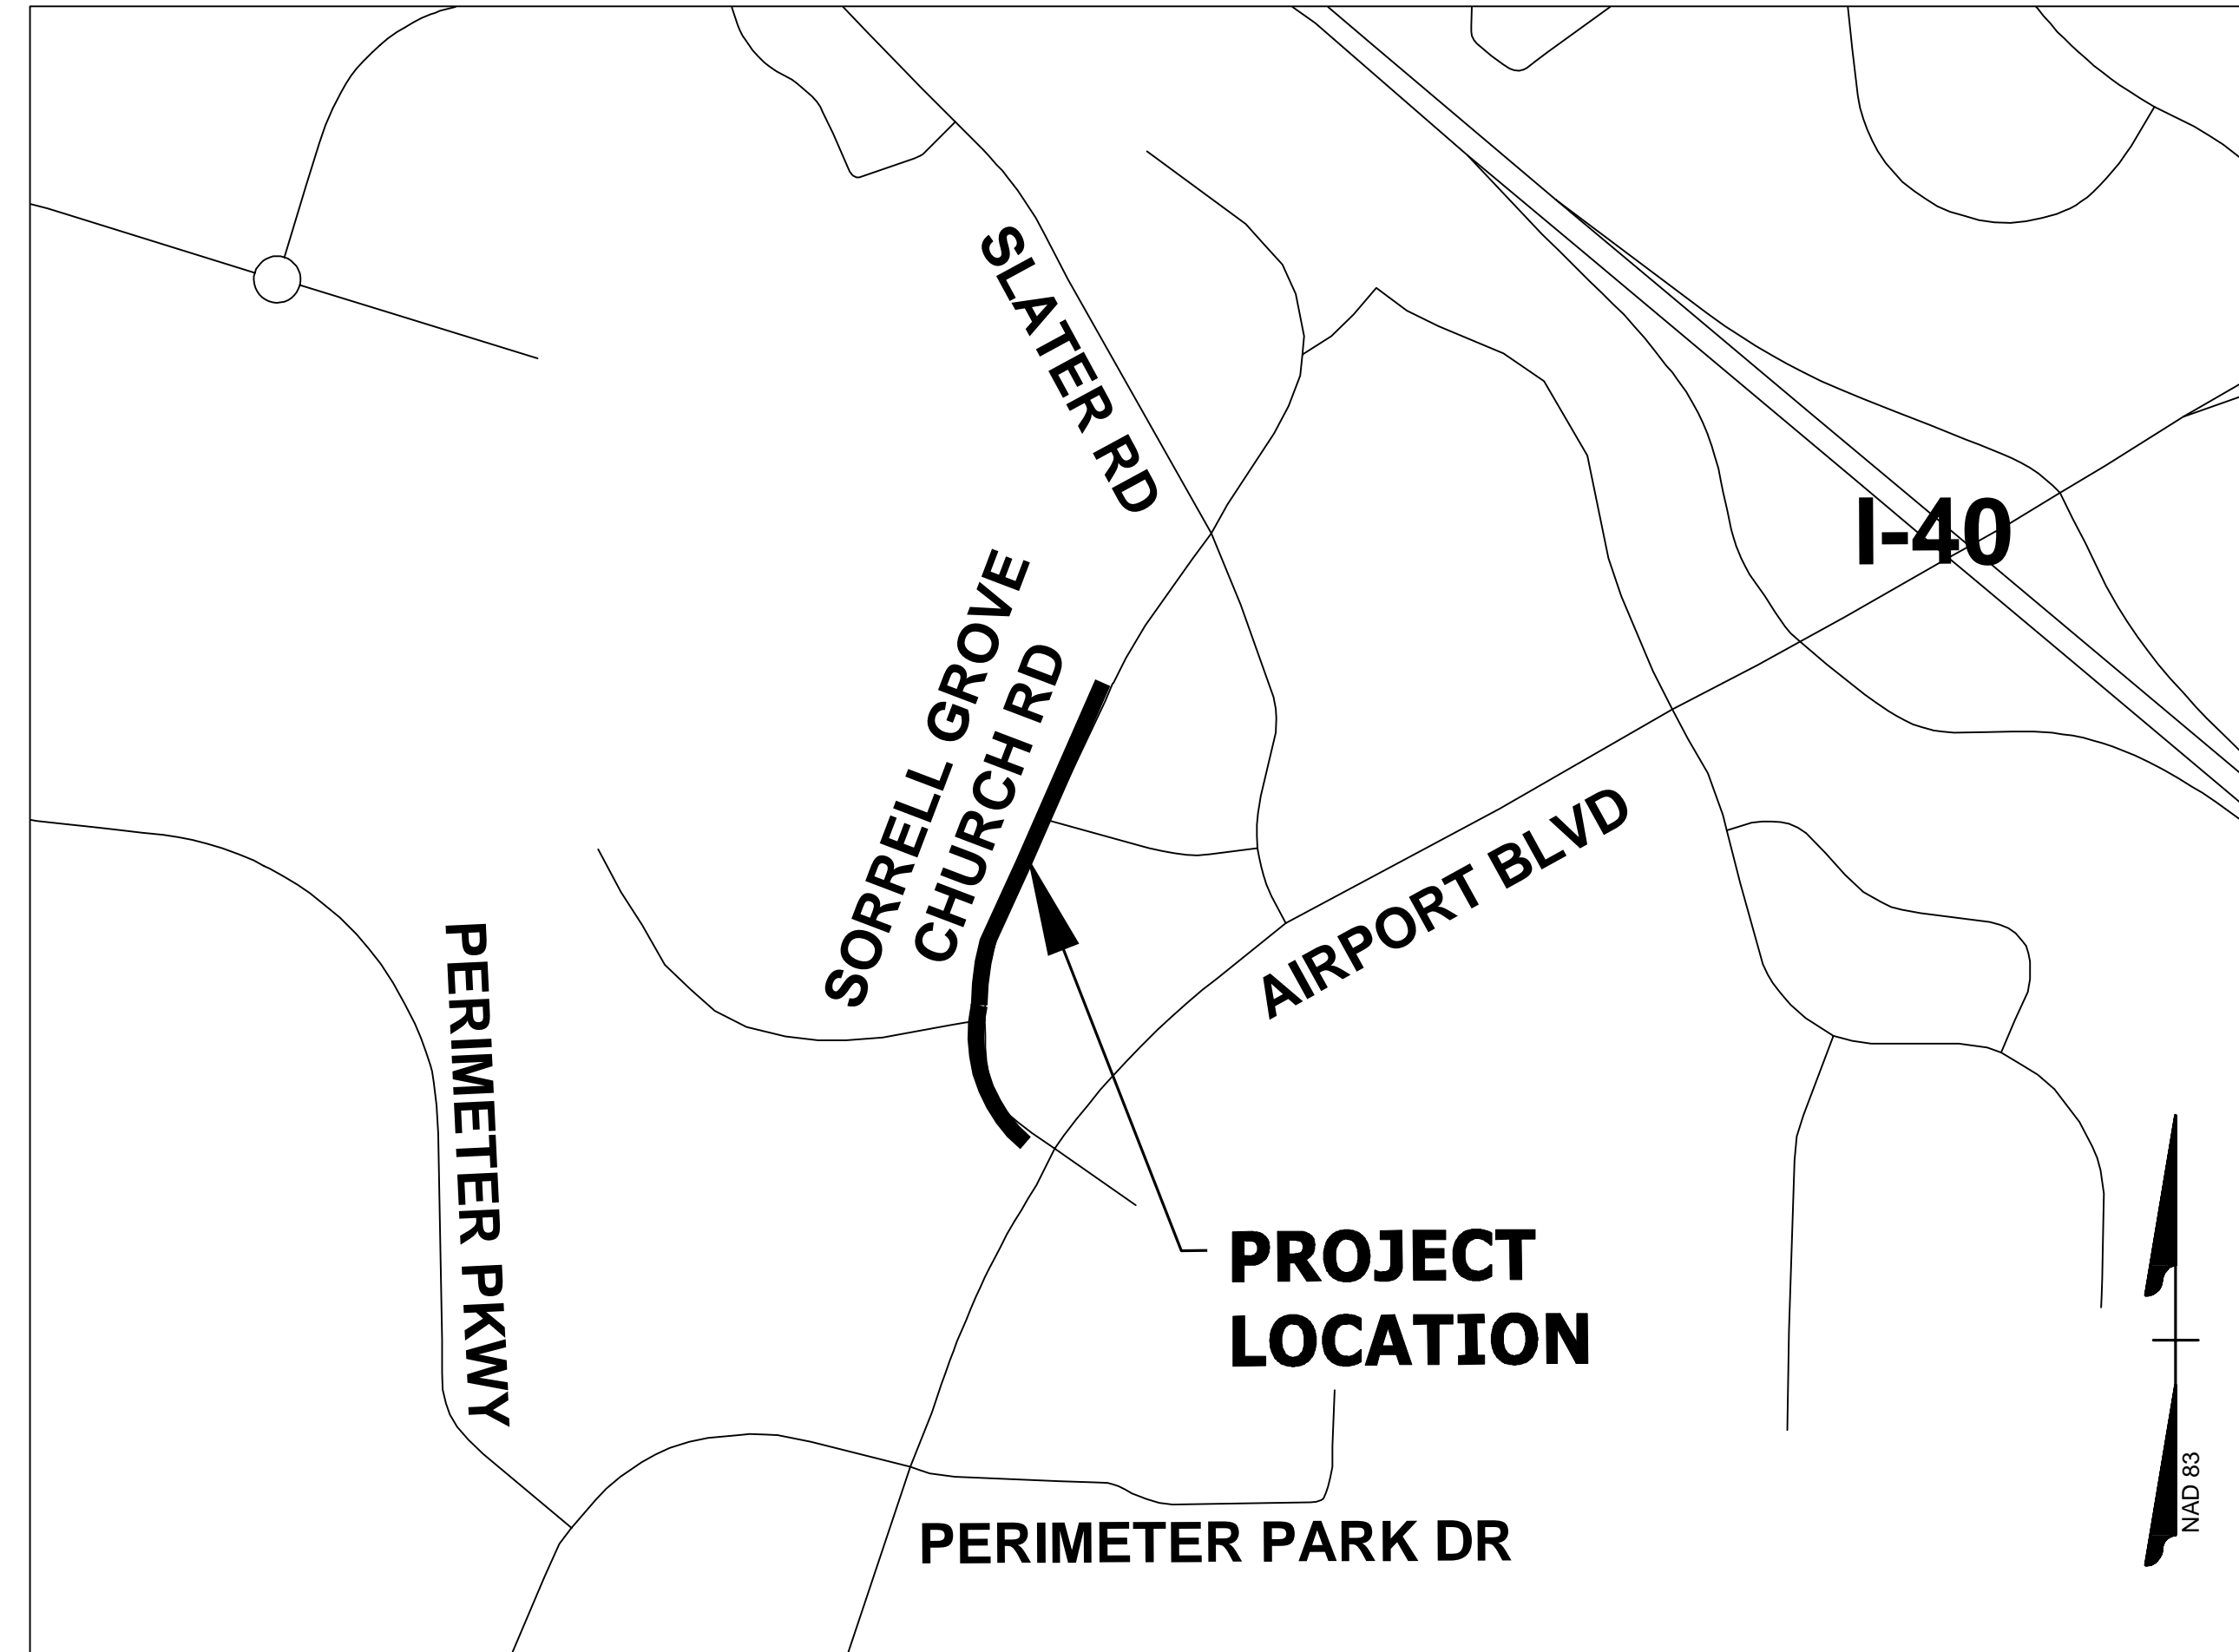 SLATER RD
I-40
SORRELL GROVE
CHURCH RD
AIRPORT BLVD
PERIMETER PKWY
PROJECT
LOCATION
NAD 83
PERIMETER PARK DR